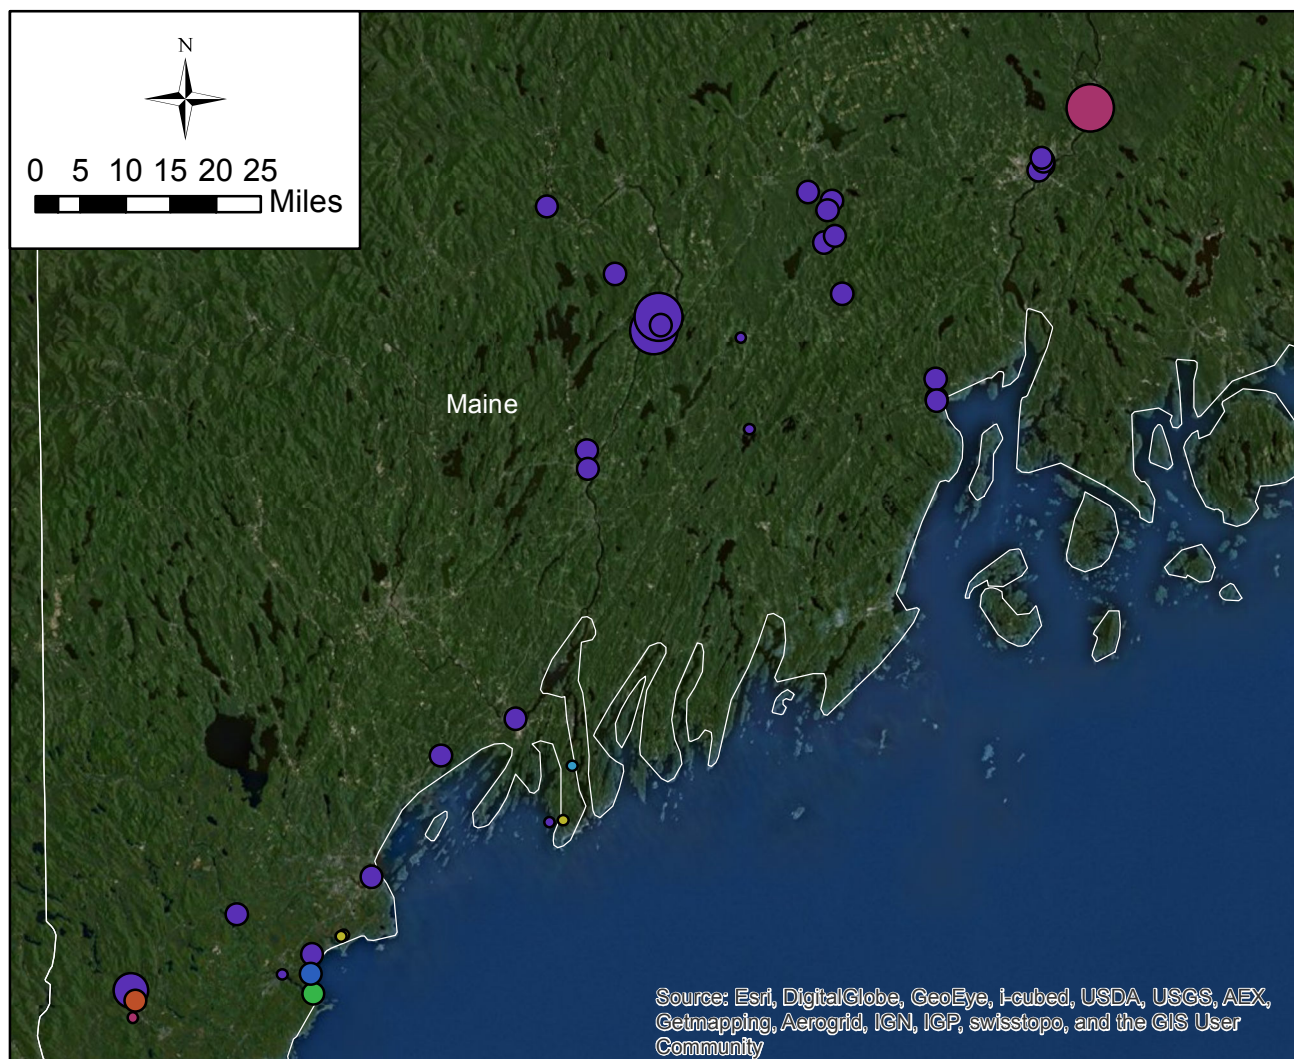 N
0 5 10 15 20 25
Miles
Maine
Source: Esri, DigitalGlobe, GeoEye, i-cubed, USDA, USGS, AEX,
Getmapping, Aerogrid, IGN, IGP, swisstopo, and the GIS User
Community